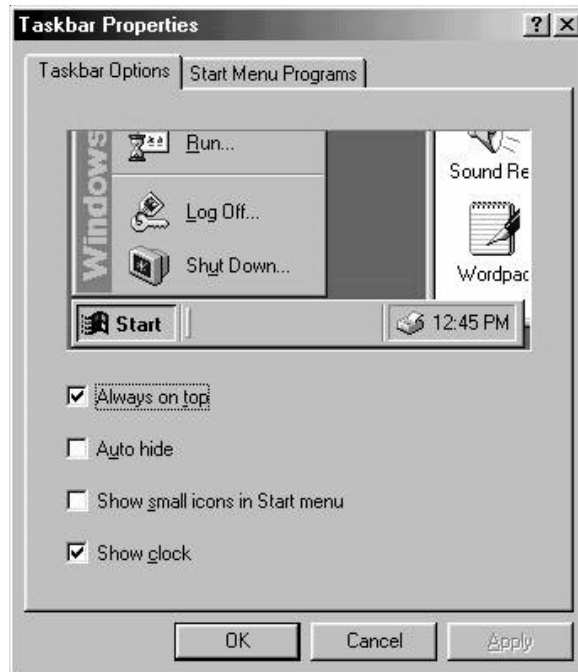 Taskbar Properties
Taskbar Options
Start Menu Programs
Windows
Run...
Log Off...
Shut Down...
Sound Re
Wordpad
Start
12:45 PM
Always on top
Auto hide
Show small icons in Start menu
Show clock
OK
Cancel
Apply